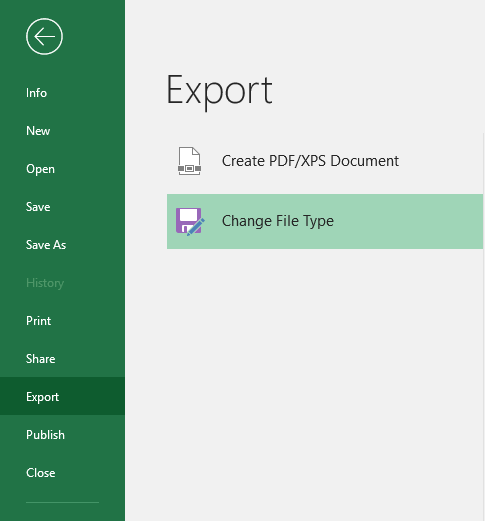 Info
New
Open
Save
Save As
History
Print
Share
Export
Publish
Close
Export
Create PDF/XPS Document
Change File Type